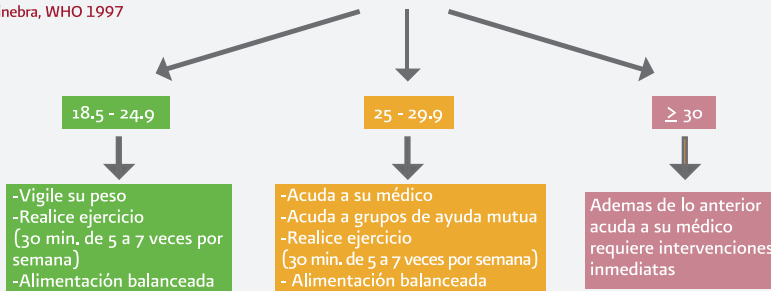 inebra, WHO 1997
18.5 - 24.9
25 - 29.9
≥ 30
-Vigile su peso
-Realice ejercicio
(30 min. de 5 a 7 veces por
semana)
-Alimentación balanceada
-Acuda a su médico
-Acuda a grupos de ayuda mutua
-Realice ejercicio
(30 min. de 5 a 7 veces por semana)
- Alimentación balanceada
Ademas de lo anterior
acuda a su médico
requiere intervenciones
inmediatas